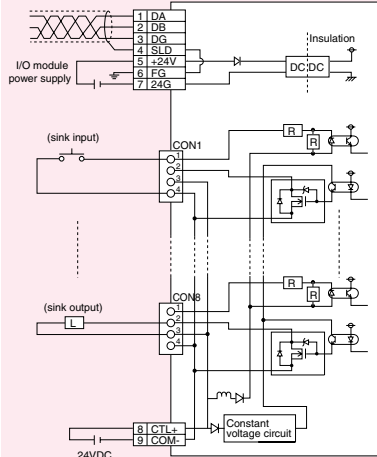 1 DA
2 DB
3 DG
4 SLD
5 +24V
6 FG
7 24G
I/O module
power supply
Insulation
DC DC
R
R
(sink input)
CON1
1
2
3
4
R
R
(sink output)
L
CON8
1
2
3
4
8 CTL+
9 COM-
24VDC
Constant
voltage circuit